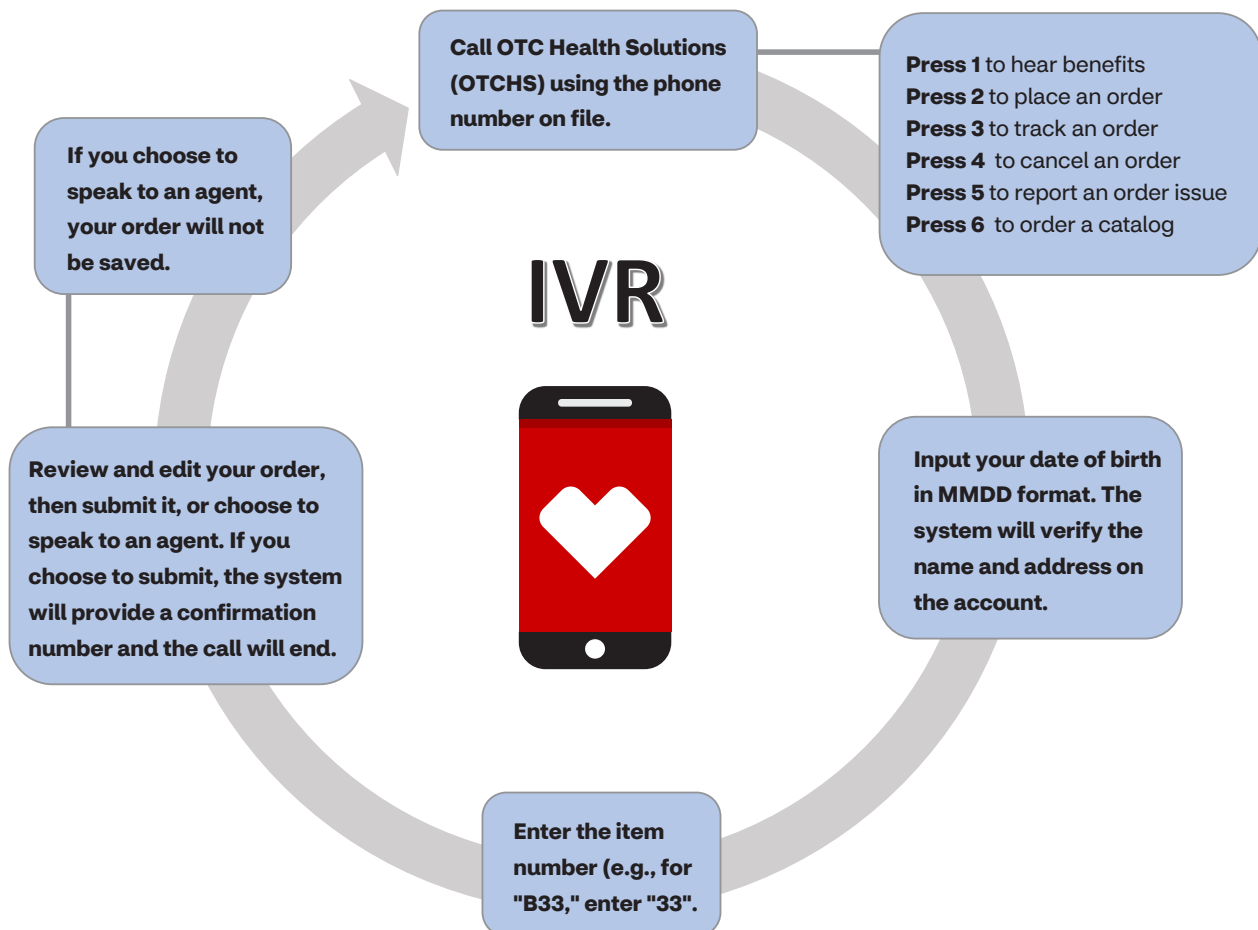 Call OTC Health Solutions
(OTCHS) using the phone
number on file.
Press 1 to hear benefits
Press 2 to place an order
Press 3 to track an order
Press 4 to cancel an order
Press 5 to report an order issue
Press 6 to order a catalog
If you choose to
speak to an agent,
your order will not
be saved.
IVR
Input your date of birth
in MMDD format. The
system will verify the
name and address on
the account.
Review and edit your order,
then submit it, or choose to
speak to an agent. If you
choose to submit, the system
will provide a confirmation
number and the call will end.
Enter the item
number (e.g., for
"B33," enter "33".